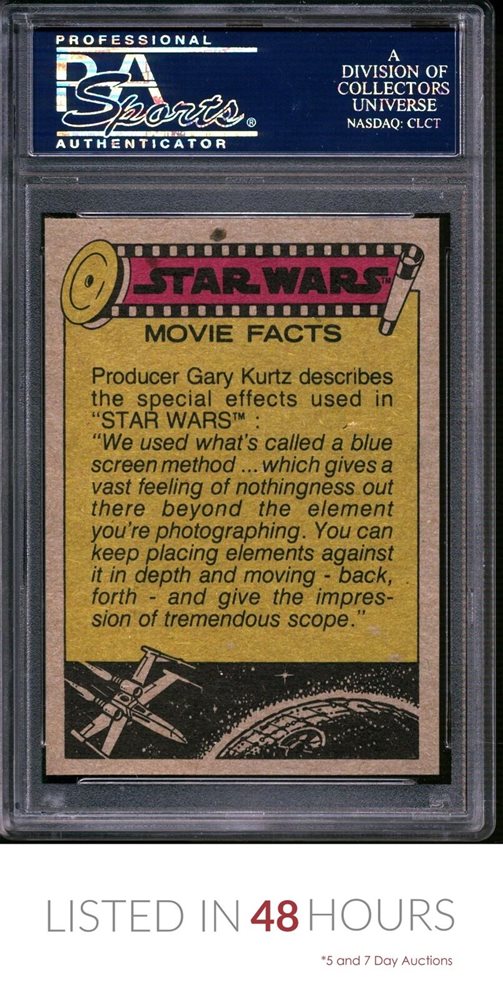 PROFESSIONAL
PSA
Sports®
AUTHENTICATOR
A
DIVISION OF
COLLECTORS
UNIVERSE
NASDAQ: CLCT
STAR WARS™
MOVIE FACTS
Producer Gary Kurtz describes
the special effects used in
"STAR WARS™ :
"We used what's called a blue
screen method ... which gives a
vast feeling of nothingness out
there beyond the element
you're photographing. You can
keep placing elements against
it in depth and moving - back,
forth - and give the impres-
sion of tremendous scope."
LISTED IN 48 HOURS
*5 and 7 Day Auctions